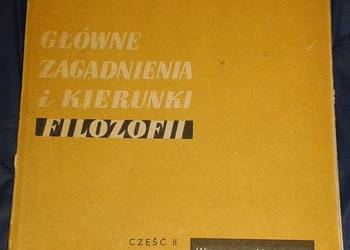 GŁÓWNE
ZAGADNIENIA
i KIERUNKI
FILOZOFII
CZĘŚĆ II